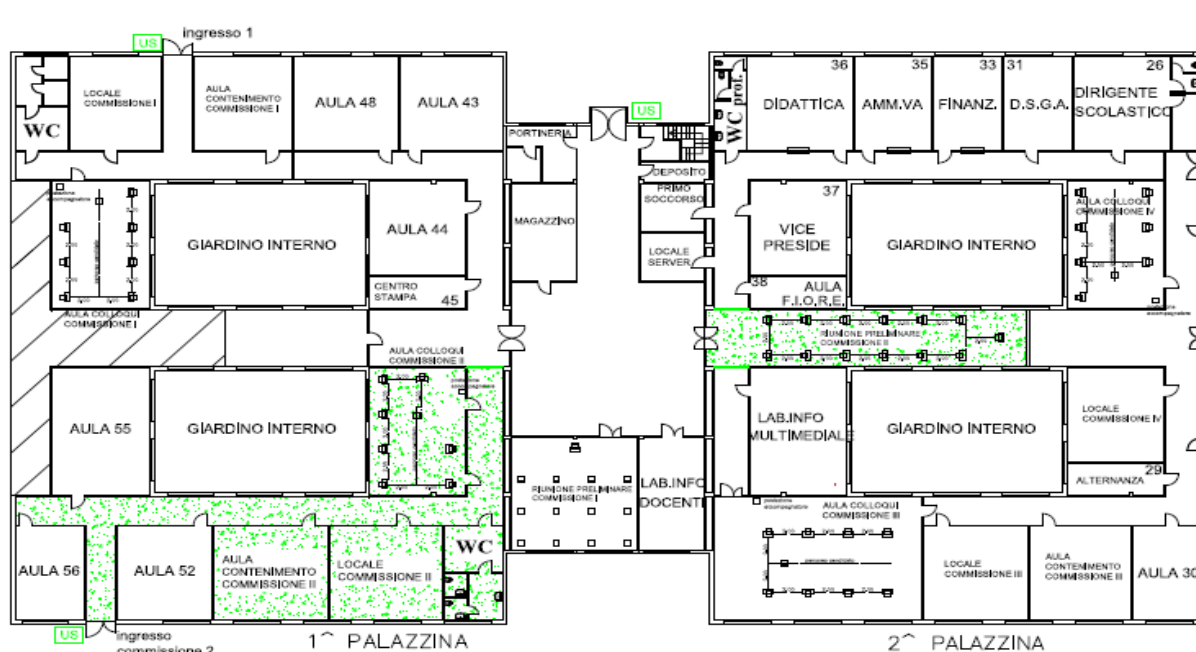 ingresso 1
US
LOCALE
COMMISSIONE I
AULA
CONTENIMENTO
COMMISSIONE I
AULA 48
AULA 43
WC
PORTINERIA
US
DEPOSITO
PRIMO
SOCCORSO
LOCALE
SERVER
MAGAZZINO
WC prof.
36
DIDATTICA
35
AMM.VA
33
FINANZ.
31
D.S.G.A.
26
DIRIGENTE
SCOLASTICO
GIARDINO INTERNO
AULA 44
CENTRO
STAMPA
45
37
VICE
PRESIDE
38
AULA
F.I.O.R.E.
GIARDINO INTERNO
AULA COLLOQUI
COMMISSIONE IV
postazione
accompagnatore
AULA COLLOQUI
COMMISSIONE I
AULA COLLOQUI
COMMISSIONE II
RIUNIONE PRELIMINARE
COMMISSIONE II
AULA 55
GIARDINO INTERNO
LAB.INFO
MULTIMEDIALE
GIARDINO INTERNO
LOCALE
COMMISSIONE IV
29
ALTERNANZA
RIUNIONE PRELIMINARE
COMMISSIONE I
LAB.INFO
DOCENTI
AULA COLLOQUI
COMMISSIONE III
AULA 56
AULA 52
AULA
CONTENIMENTO
COMMISSIONE II
LOCALE
COMMISSIONE II
WC
LOCALE
COMMISSIONE III
AULA
CONTENIMENTO
COMMISSIONE III
AULA 30
US
ingresso
commissione 2
1^ PALAZZINA
2^ PALAZZINA